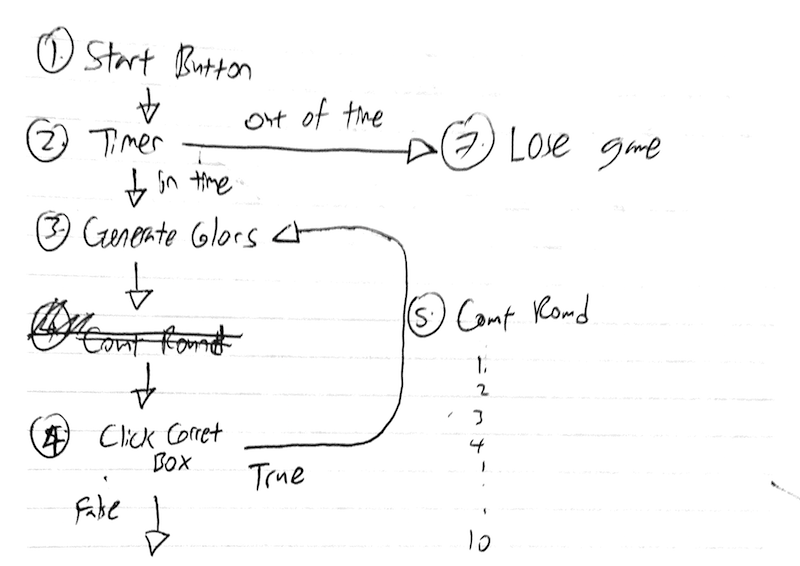 1. Start Button
Out of time
2. Timer
7. Lose game
In time
3. Generate Colors
5. Count Round
4. Count Round
1.
2
3
4
10
4. Click Corret
Box
True
False